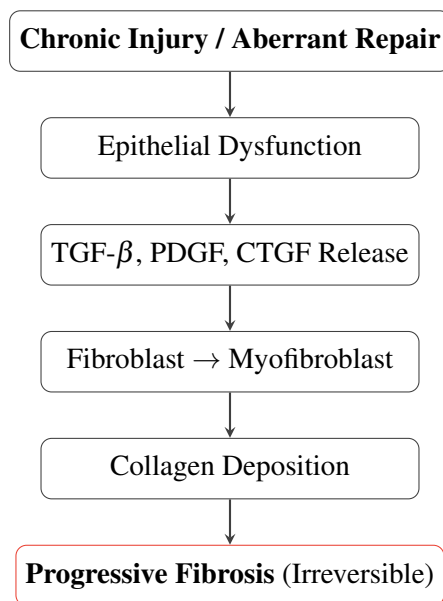 Chronic Injury / Aberrant Repair
Epithelial Dysfunction
TGF-β, PDGF, CTGF Release
Fibroblast → Myofibroblast
Collagen Deposition
Progressive Fibrosis (Irreversible)